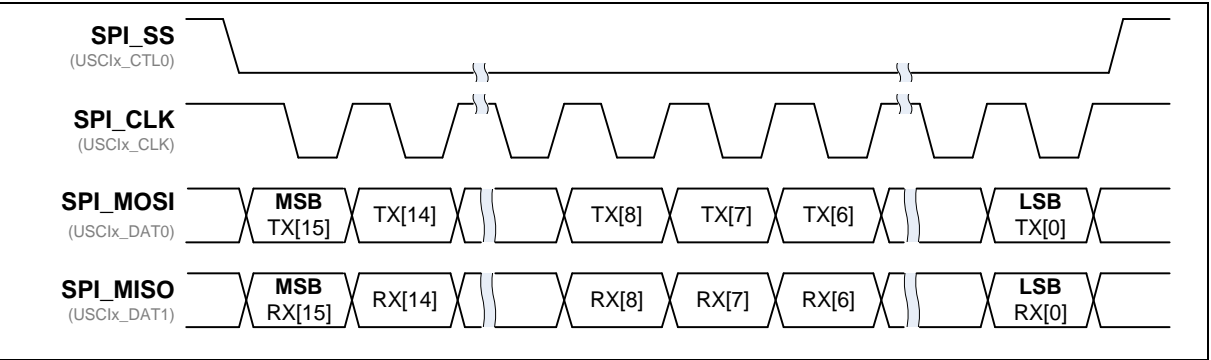 SPI_SS
(USCIx_CTL0)
SPI_CLK
(USCIx_CLK)
SPI_MOSI
(USCIx_DAT0)
MSB
TX[15]
TX[14]
TX[8]
TX[7]
TX[6]
LSB
TX[0]
SPI_MISO
(USCIx_DAT1)
MSB
RX[15]
RX[14]
RX[8]
RX[7]
RX[6]
LSB
RX[0]